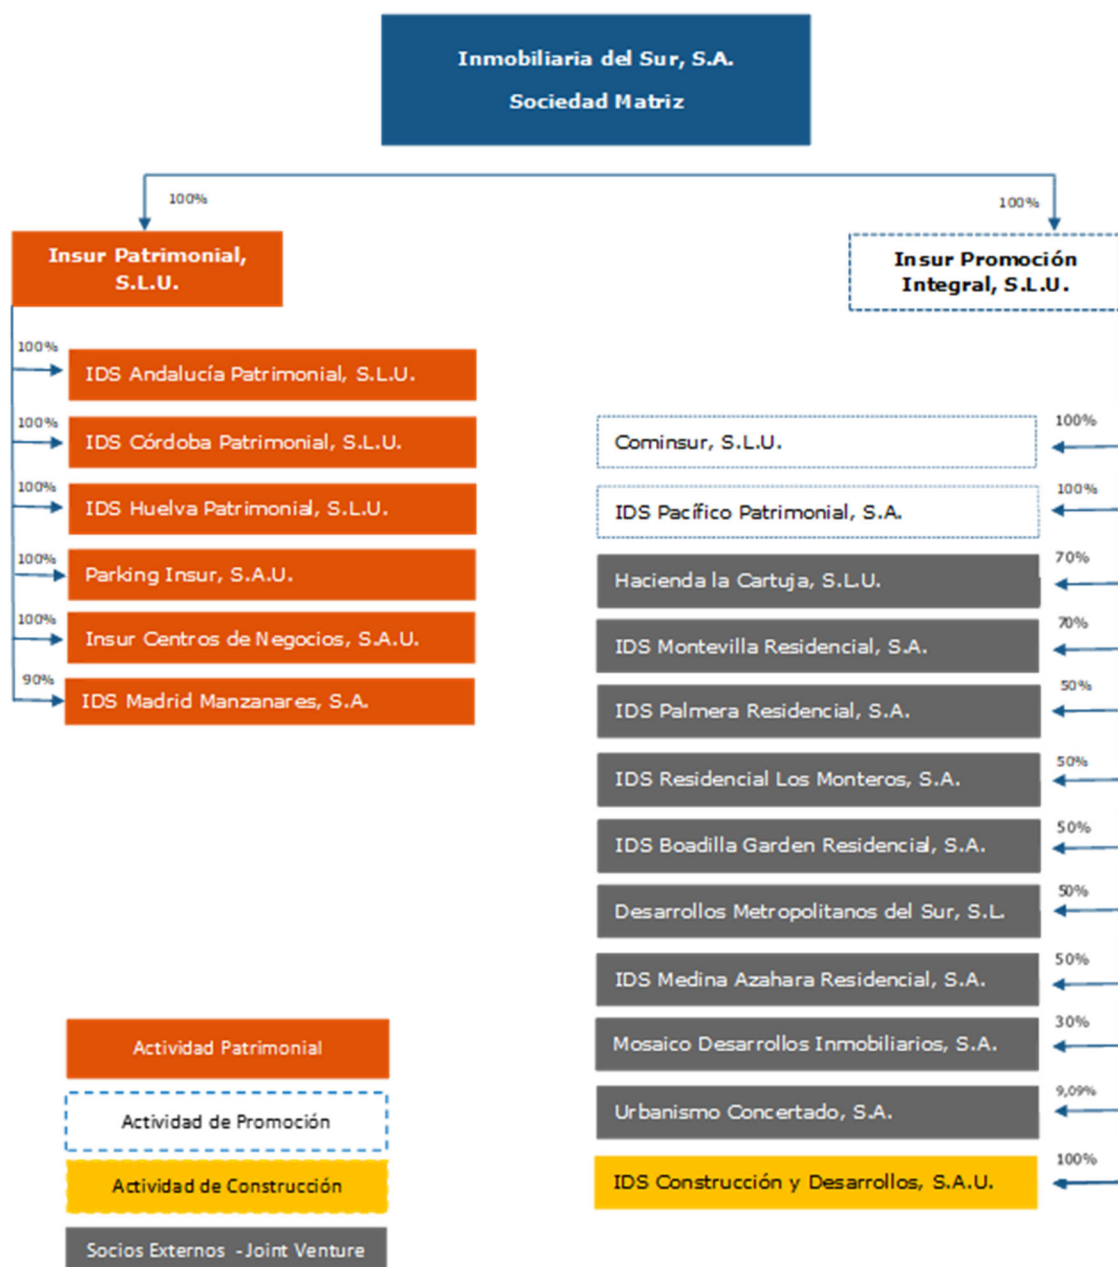 Inmobiliaria del Sur, S.A.
Sociedad Matriz
100%
100%
Insur Patrimonial,
S.L.U.
Insur Promoción
Integral, S.L.U.
100%
IDS Andalucía Patrimonial, S.L.U.
100%
IDS Córdoba Patrimonial, S.L.U.
100%
IDS Huelva Patrimonial, S.L.U.
100%
Parking Insur, S.A.U.
100%
Insur Centros de Negocios, S.A.U.
90%
IDS Madrid Manzanares, S.A.
Cominsur, S.L.U.
100%
IDS Pacífico Patrimonial, S.A.
100%
Hacienda la Cartuja, S.L.U.
70%
IDS Montevilla Residencial, S.A.
70%
IDS Palmera Residencial, S.A.
50%
IDS Residencial Los Monteros, S.A.
50%
IDS Boadilla Garden Residencial, S.A.
50%
Desarrollos Metropolitanos del Sur, S.L.
50%
IDS Medina Azahara Residencial, S.A.
50%
Mosaico Desarrollos Inmobiliarios, S.A.
30%
Urbanismo Concertado, S.A.
9,09%
IDS Construcción y Desarrollos, S.A.U.
100%
Actividad Patrimonial
Actividad de Promoción
Actividad de Construcción
Socios Externos -Joint Venture